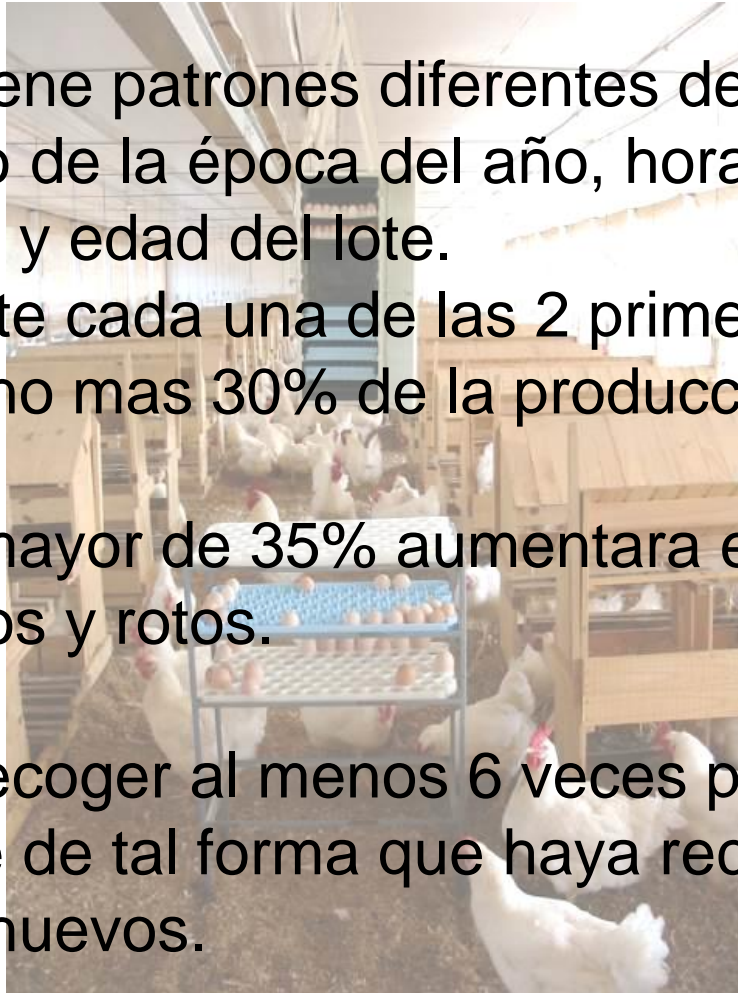 ene patrones diferentes de
o de la época del año, hora
y edad del lote.
te cada una de las 2 prime
no mas 30% de la producc
mayor de 35% aumentara e
os y rotos.
ecoger al menos 6 veces p
e de tal forma que haya rec
huevos.